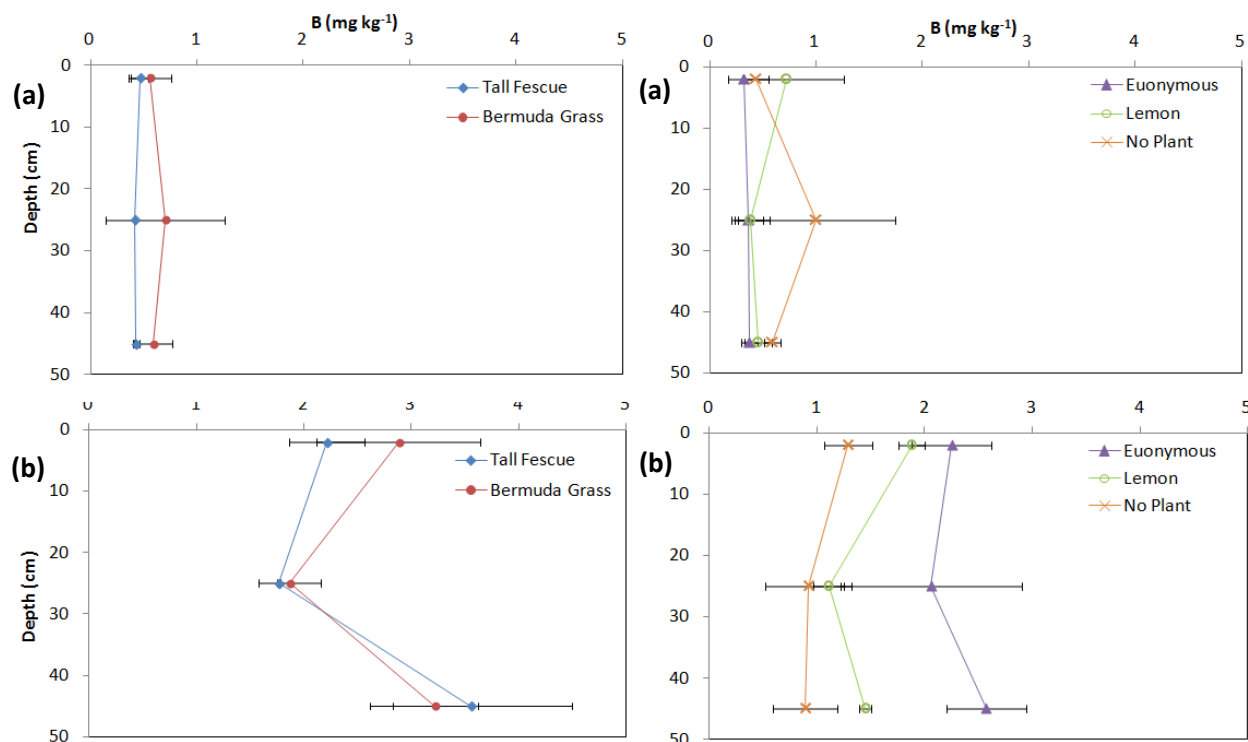 B (mg kg-1)
0 1 2 3 4 5
0
10
20
30
40
50
Depth (cm)
(a)
Tall Fescue
Bermuda Grass
B (mg kg-1)
0 1 2 3 4 5
0
10
20
30
40
50
(a)
Euonymous
Lemon
No Plant
0 1 2 3 4 5
0
10
20
30
40
50
Depth (cm)
(b)
Tall Fescue
Bermuda Grass
0 1 2 3 4 5
0
10
20
30
40
50
(b)
Euonymous
Lemon
No Plant